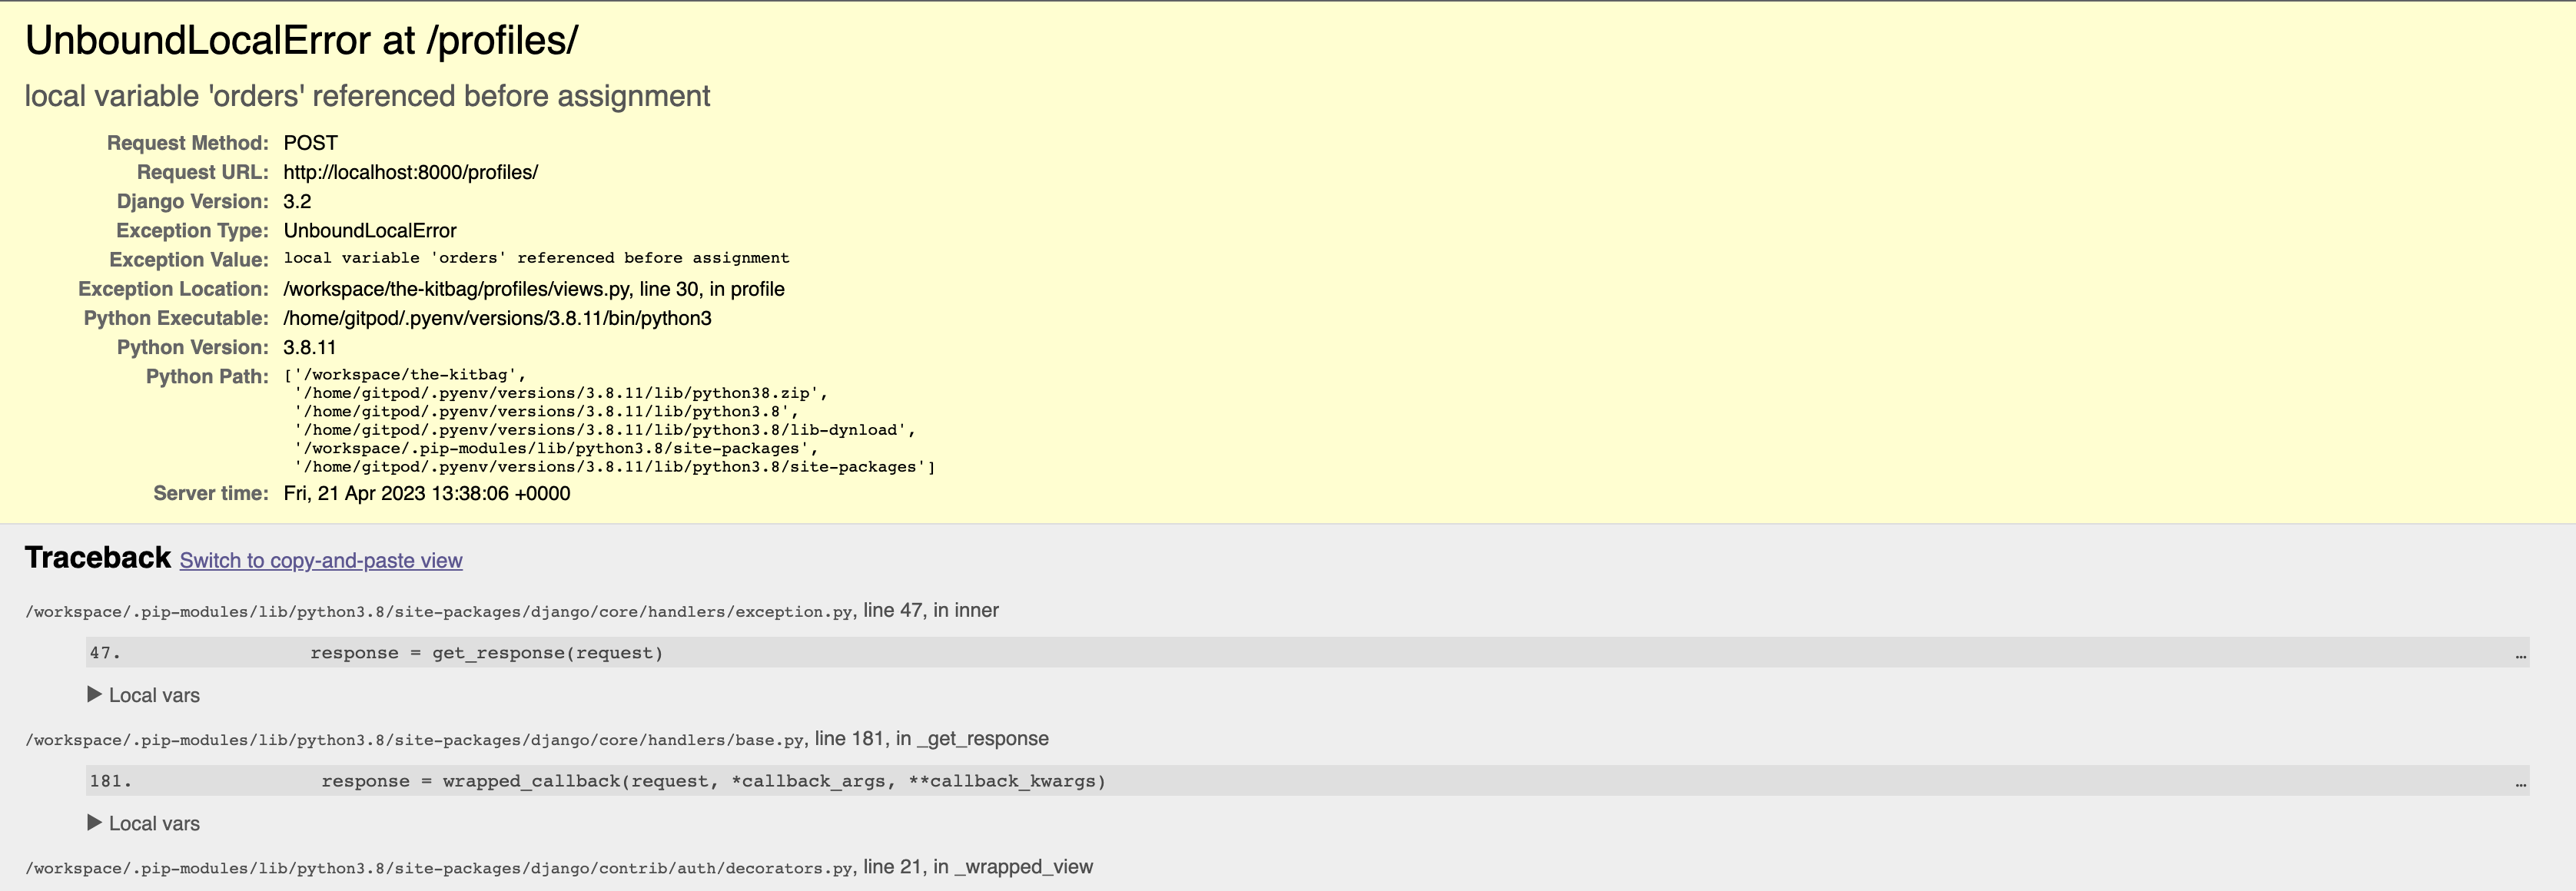 UnboundLocalError at /profiles/
local variable 'orders' referenced before assignment
Request Method: POST
Request URL: http://localhost:8000/profiles/
Django Version: 3.2
Exception Type: UnboundLocalError
Exception Value: local variable 'orders' referenced before assignment
Exception Location: /workspace/the-kitbag/profiles/views.py, line 30, in profile
Python Executable: /home/gitpod/.pyenv/versions/3.8.11/bin/python3
Python Version: 3.8.11
Python Path: ['/workspace/the-kitbag',
'/home/gitpod/.pyenv/versions/3.8.11/lib/python38.zip',
'/home/gitpod/.pyenv/versions/3.8.11/lib/python3.8',
'/home/gitpod/.pyenv/versions/3.8.11/lib/python3.8/lib-dynload',
'/workspace/.pip-modules/lib/python3.8/site-packages',
'/home/gitpod/.pyenv/versions/3.8.11/lib/python3.8/site-packages']
Server time: Fri, 21 Apr 2023 13:38:06 +0000
Traceback Switch to copy-and-paste view
/workspace/.pip-modules/lib/python3.8/site-packages/django/core/handlers/exception.py, line 47, in inner
47. response = get_response(request) …
▶ Local vars
/workspace/.pip-modules/lib/python3.8/site-packages/django/core/handlers/base.py, line 181, in _get_response
181. response = wrapped_callback(request, *callback_args, **callback_kwargs) …
▶ Local vars
/workspace/.pip-modules/lib/python3.8/site-packages/django/contrib/auth/decorators.py, line 21, in _wrapped_view